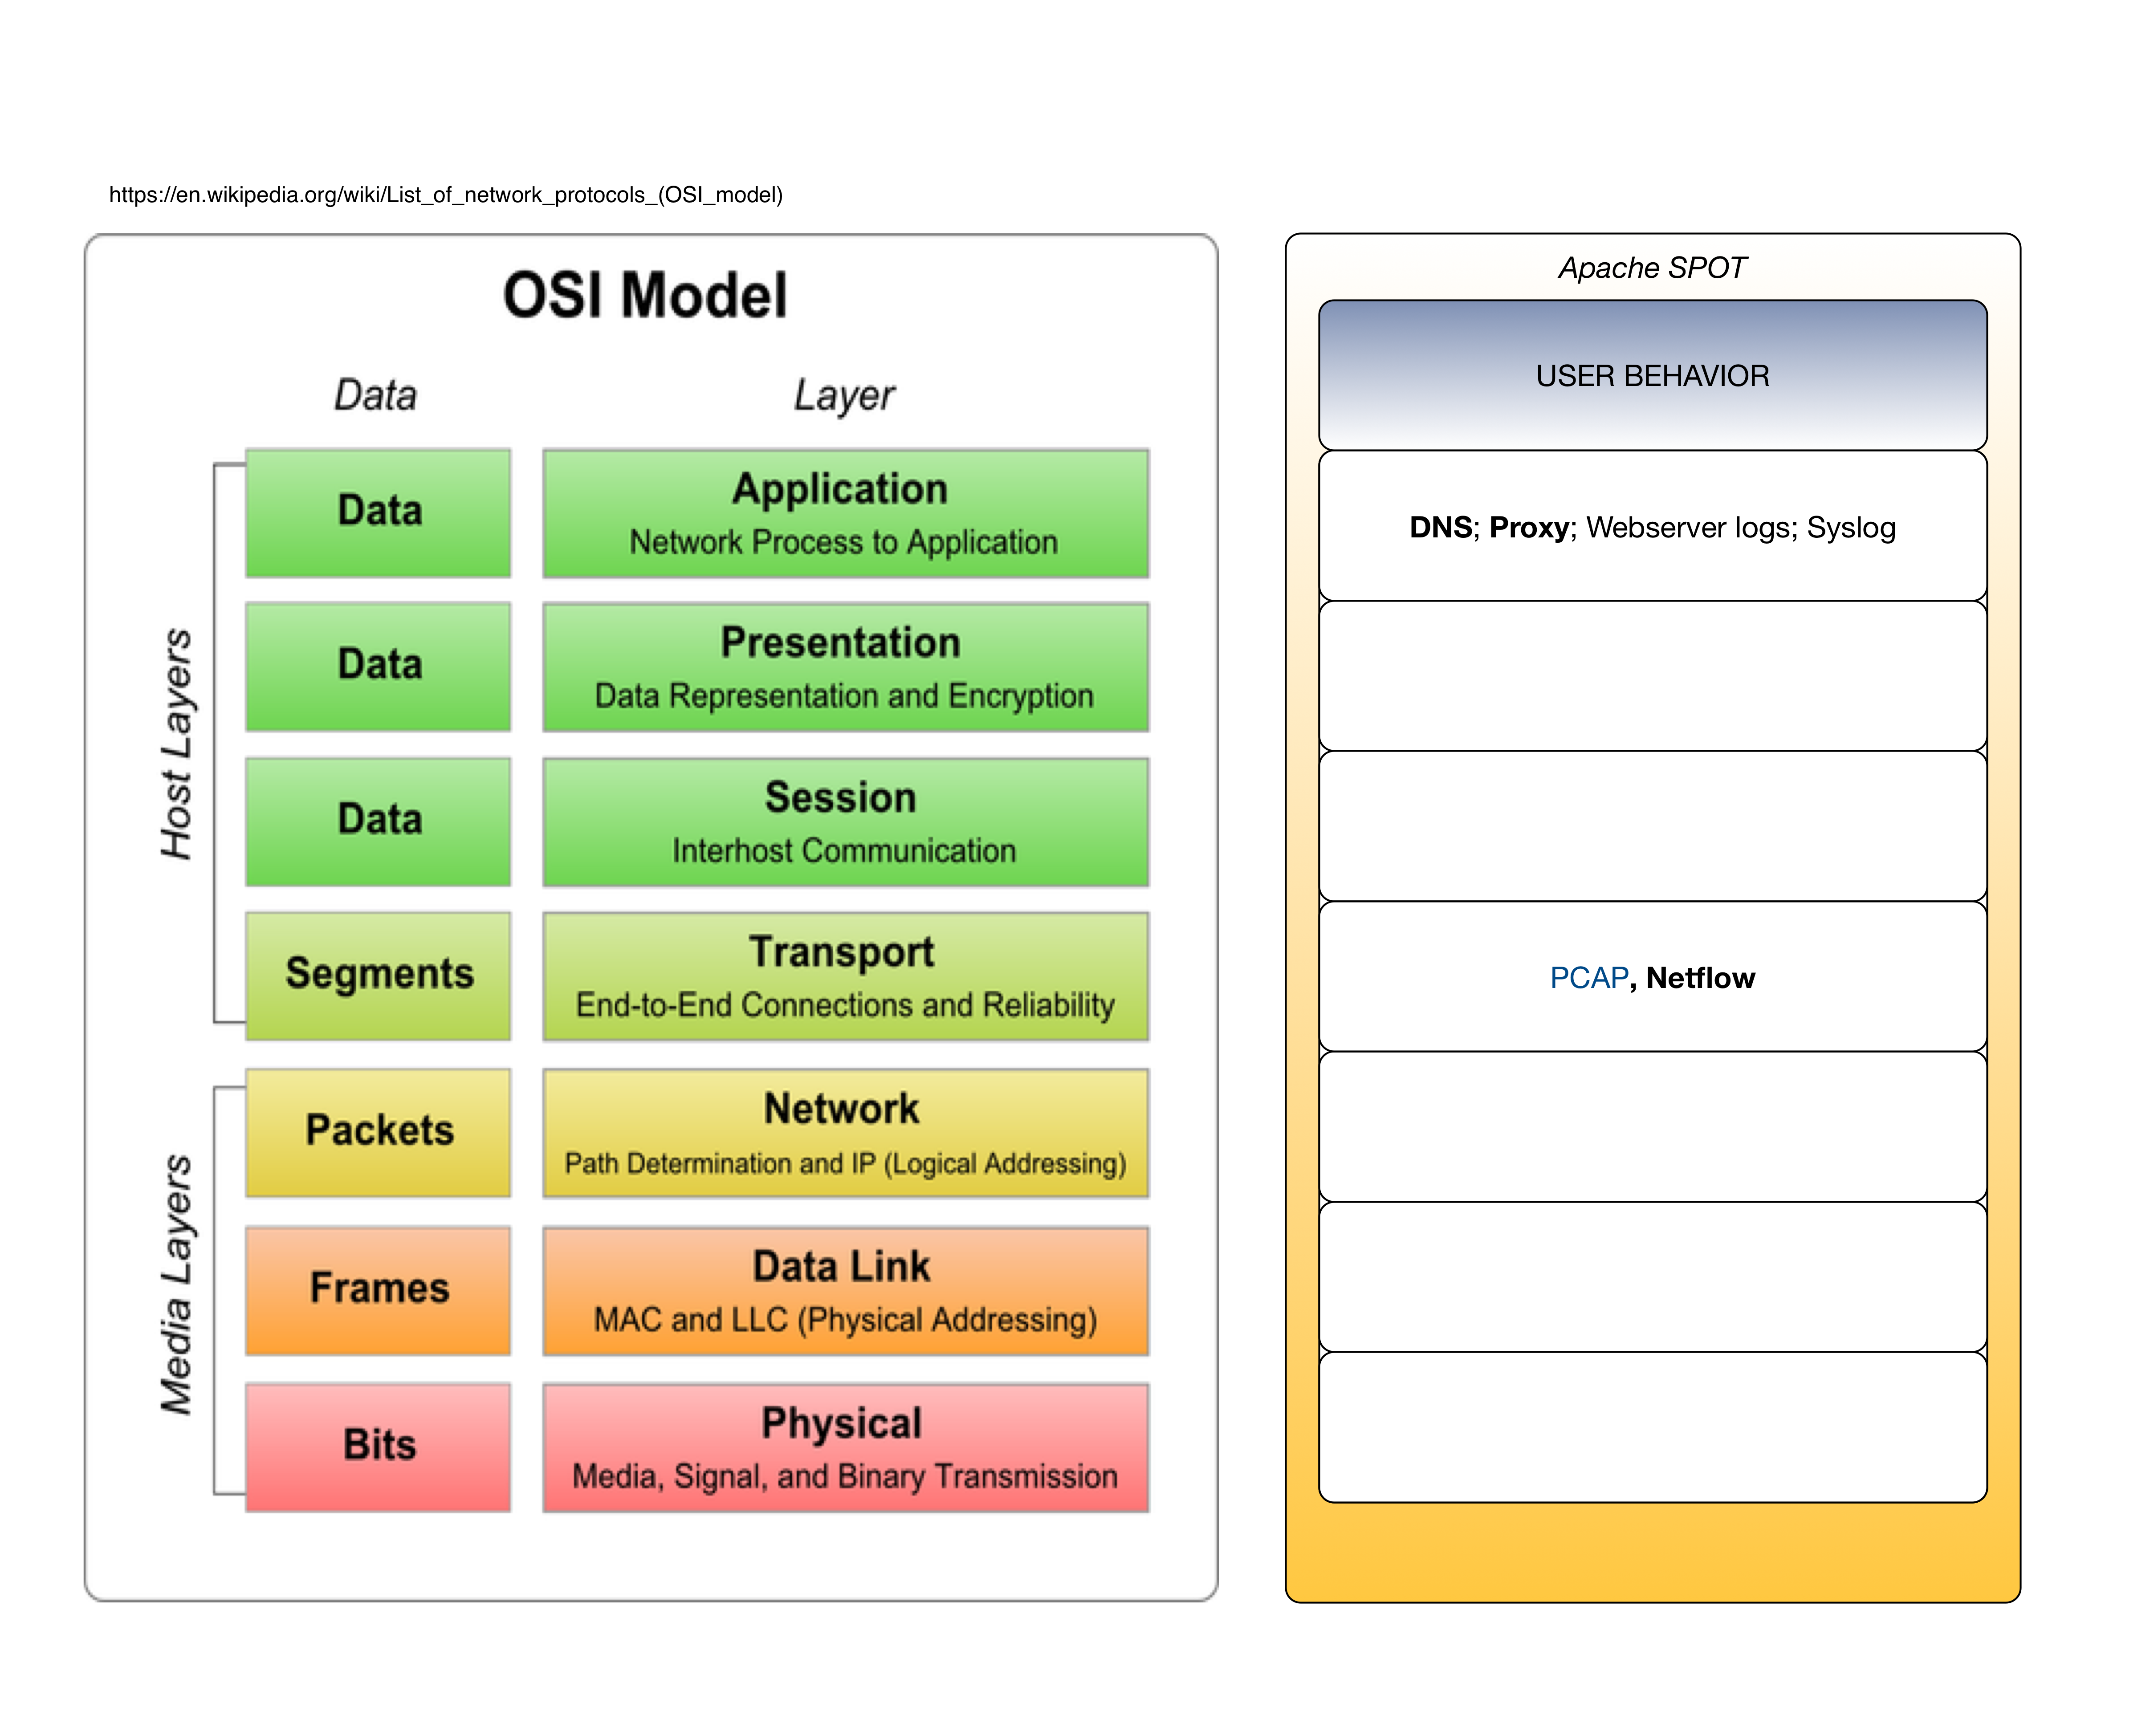 https://en.wikipedia.org/wiki/List_of_network_protocols_(OSI_model)
OSI Model
Data
Layer
Host Layers
Data
Application
Network Process to Application
Data
Presentation
Data Representation and Encryption
Data
Session
Interhost Communication
Segments
Transport
End-to-End Connections and Reliability
Media Layers
Packets
Network
Path Determination and IP (Logical Addressing)
Frames
Data Link
MAC and LLC (Physical Addressing)
Bits
Physical
Media, Signal, and Binary Transmission
Apache SPOT
USER BEHAVIOR
DNS; Proxy; Webserver logs; Syslog
PCAP, Netflow